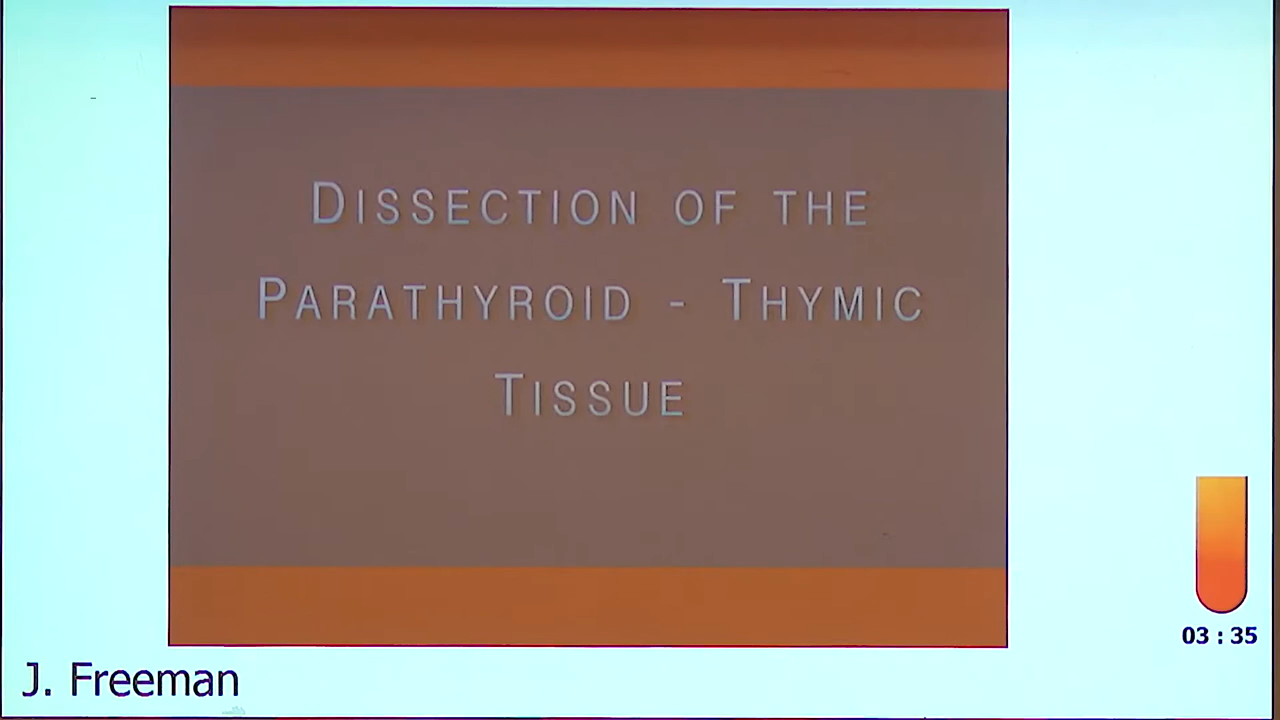 DISSECTION OF THE
PARATHYROID - THYMIC
TISSUE
03 : 35
J. Freeman